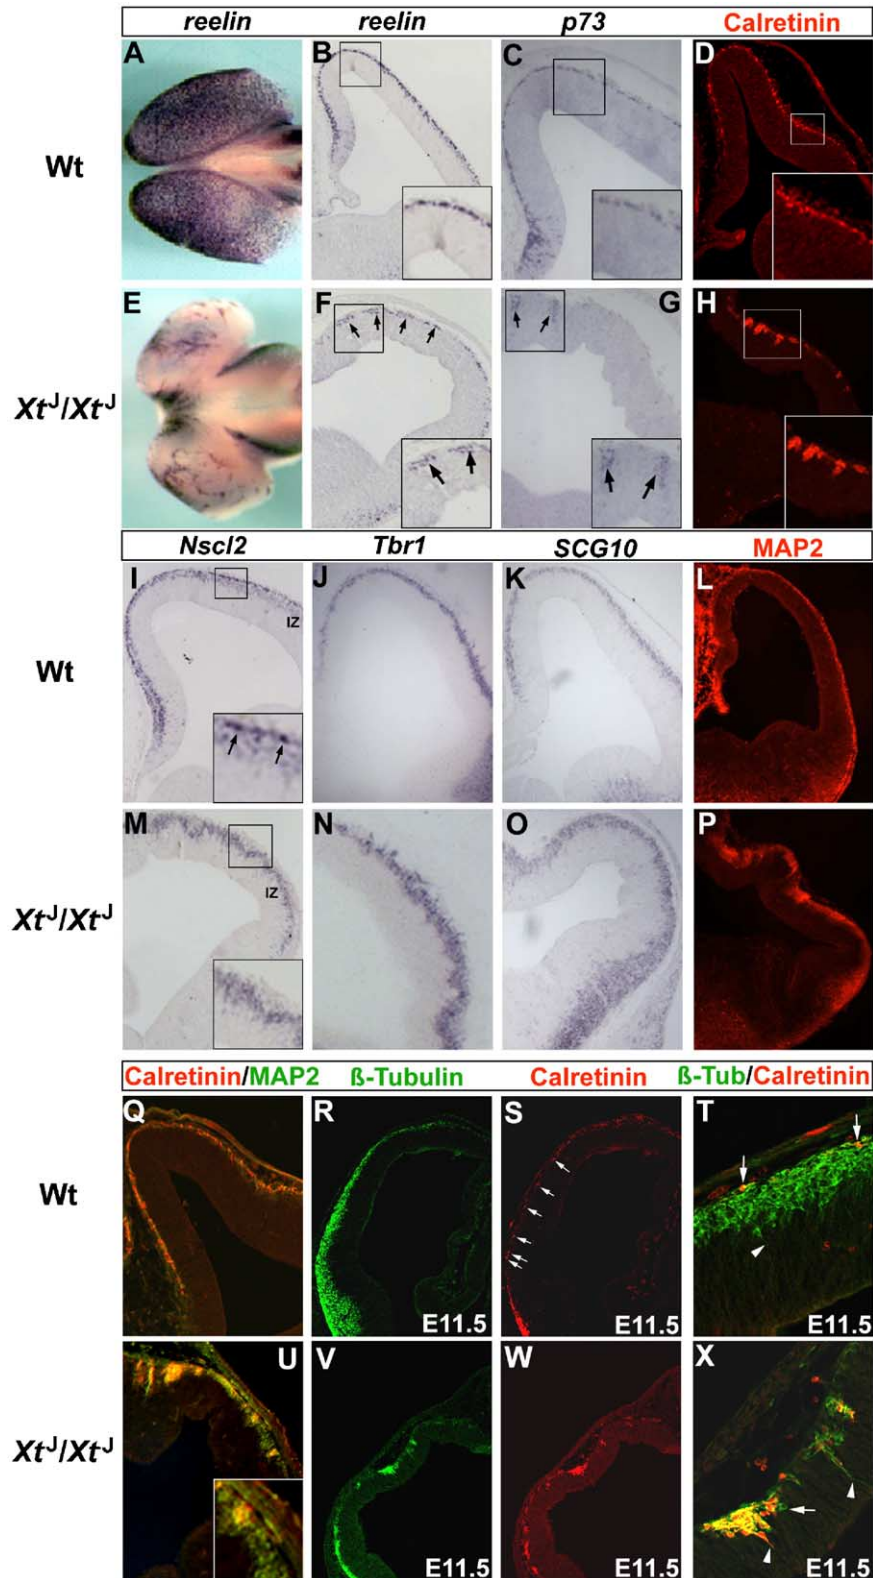 reelin reelin p73 Calretinin
A B C D
Wt
E F G H
Xtᴶ/Xtᴶ
Nscl2 Tbr1 SCG10 MAP2
I J K L
IZ
Wt
M N O P
IZ
Xtᴶ/Xtᴶ
Calretinin/MAP2 ß-Tubulin Calretinin ß-Tub/Calretinin
Q R S T
Wt
E11.5 E11.5 E11.5
U V W X
Xtᴶ/Xtᴶ
E11.5 E11.5 E11.5